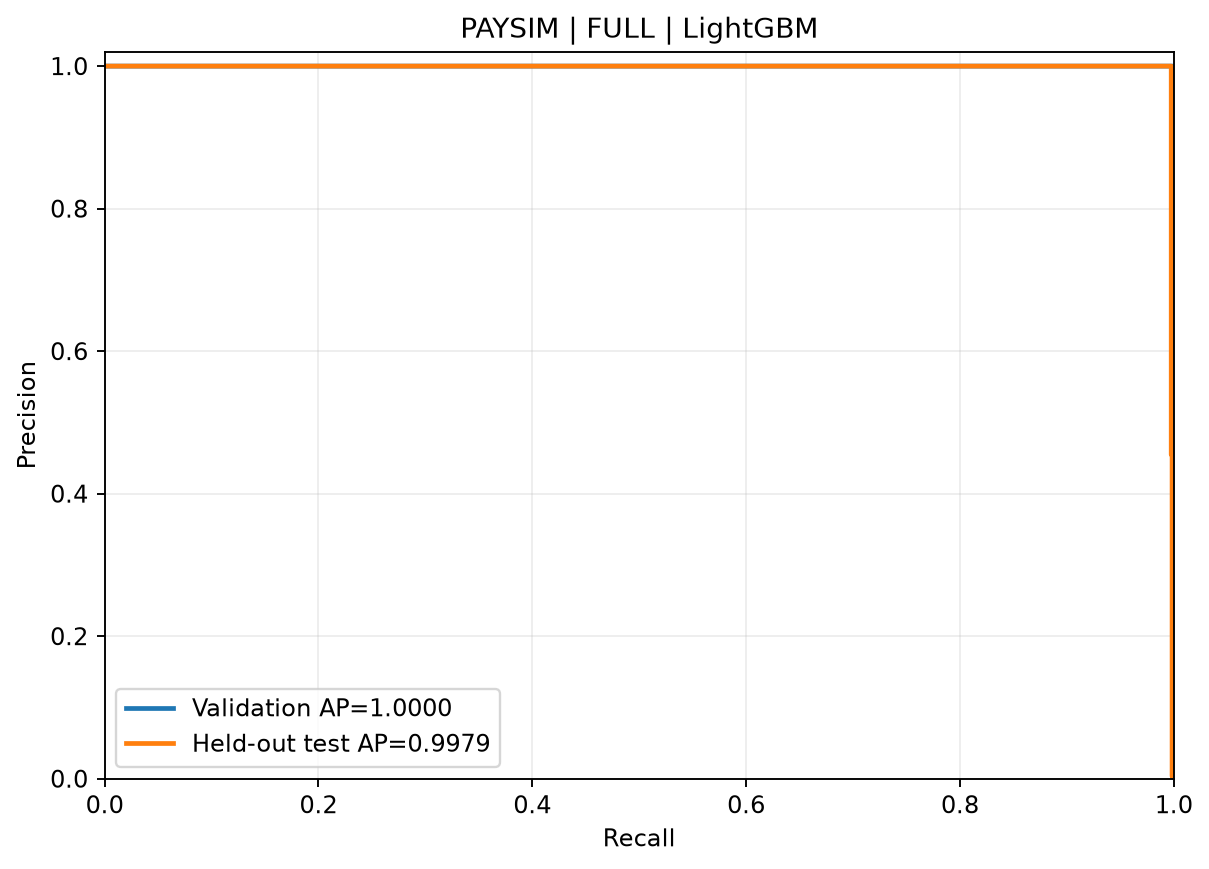 PAYSIM | FULL | LightGBM
1.0
0.8
0.6
0.4
0.2
0.0
Precision
Validation AP=1.0000
Held-out test AP=0.9979
0.0 0.2 0.4 0.6 0.8 1.0
Recall